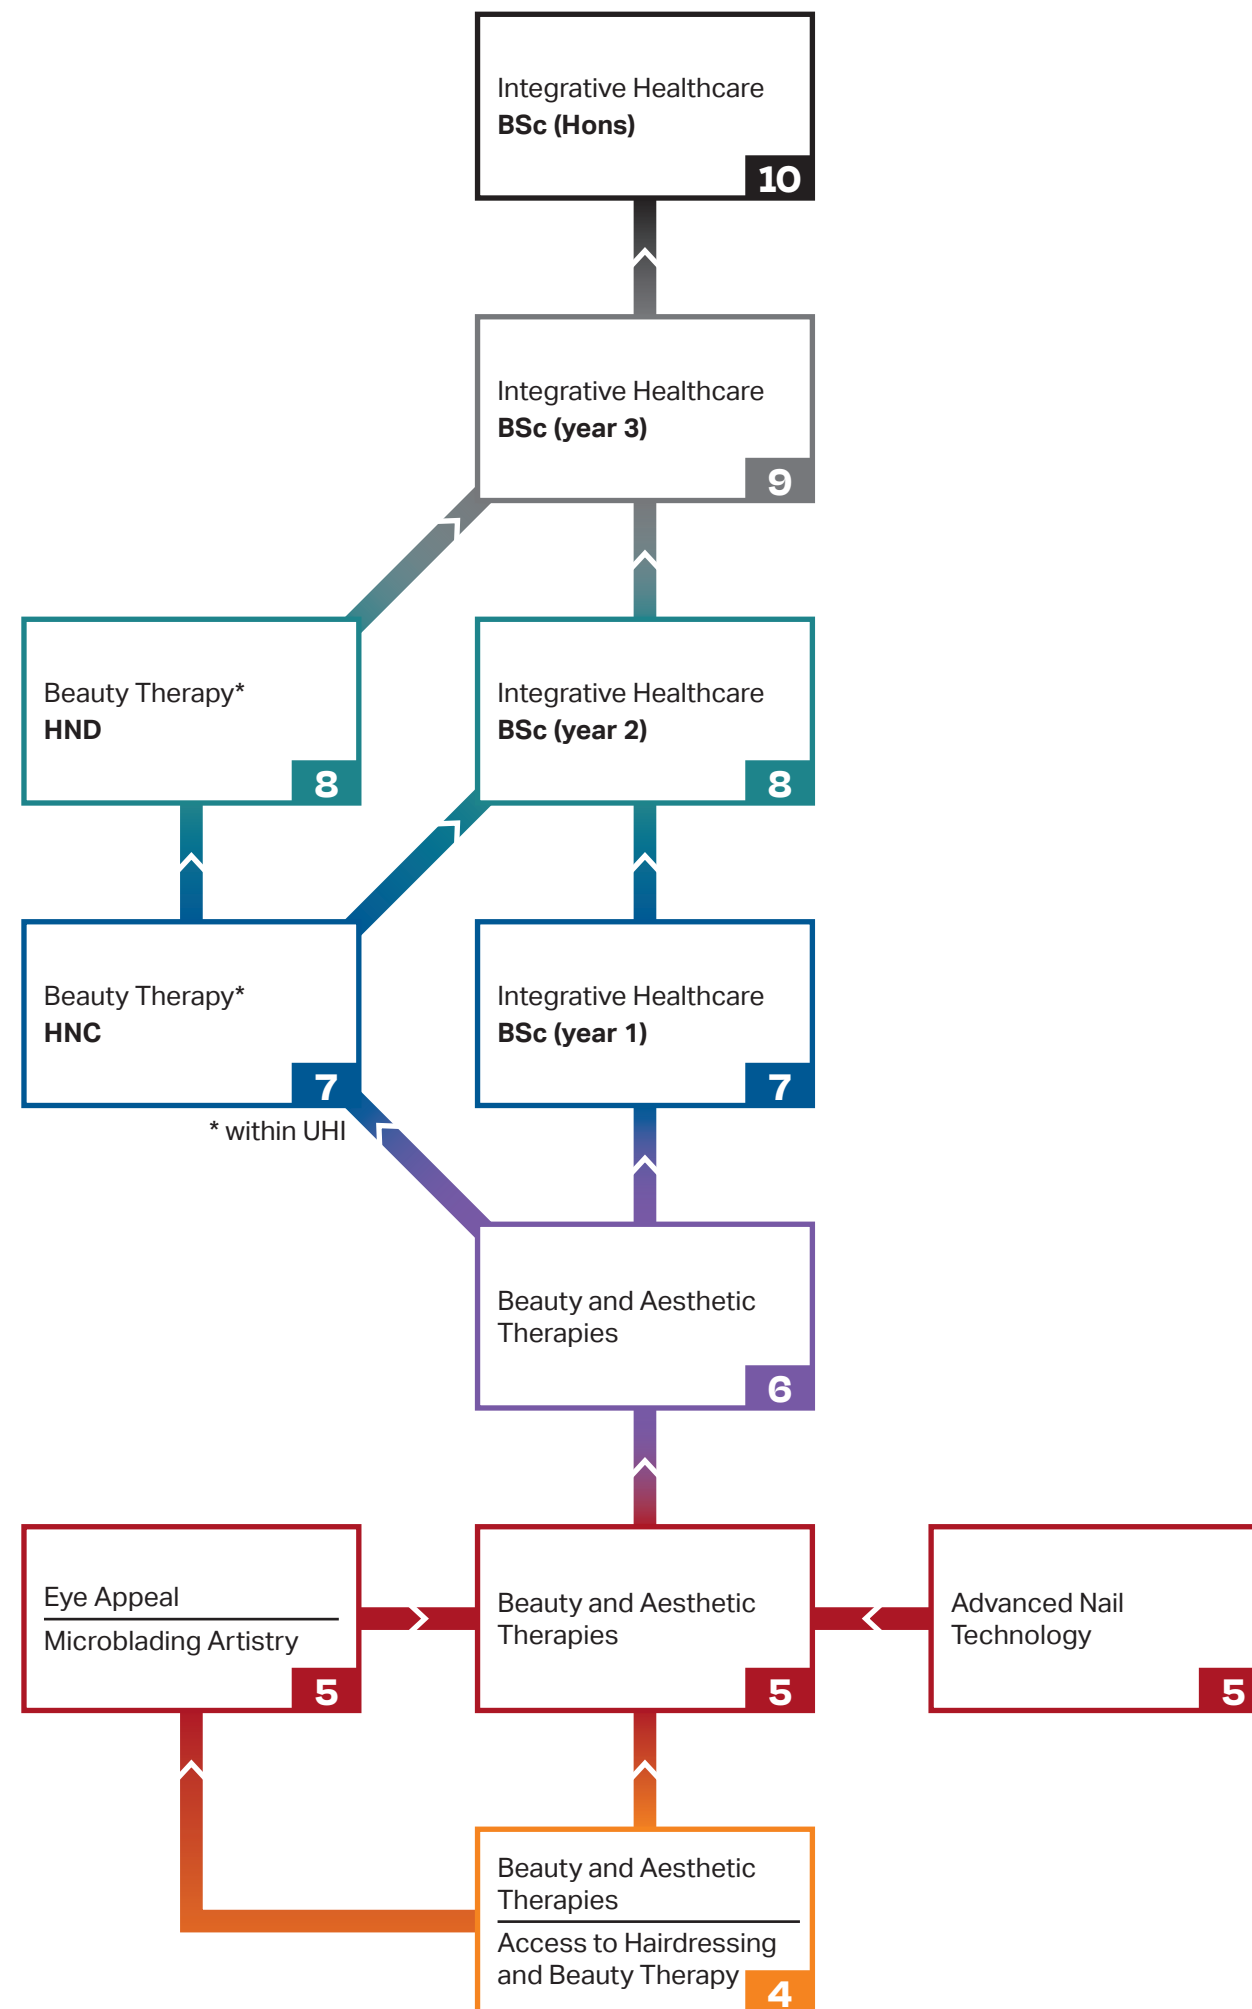 Integrative Healthcare
BSc (Hons)
10
Integrative Healthcare
BSc (year 3)
9
Beauty Therapy*
HND
8
Integrative Healthcare
BSc (year 2)
8
Beauty Therapy*
HNC
7
* within UHI
Integrative Healthcare
BSc (year 1)
7
Beauty and Aesthetic
Therapies
6
Eye Appeal
Microblading Artistry
5
Beauty and Aesthetic
Therapies
5
Advanced Nail
Technology
5
Beauty and Aesthetic
Therapies
Access to Hairdressing
and Beauty Therapy
4